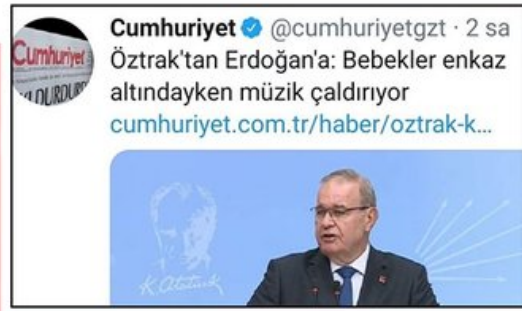 Cumhuriyet @cumhuriyetgzt · 2 sa
Öztrak'tan Erdoğan'a: Bebekler enkaz
altındayken müzik çaldırıyor
cumhuriyet.com.tr/haber/oztrak-k...
Cumhuriyet
K. Atatürk